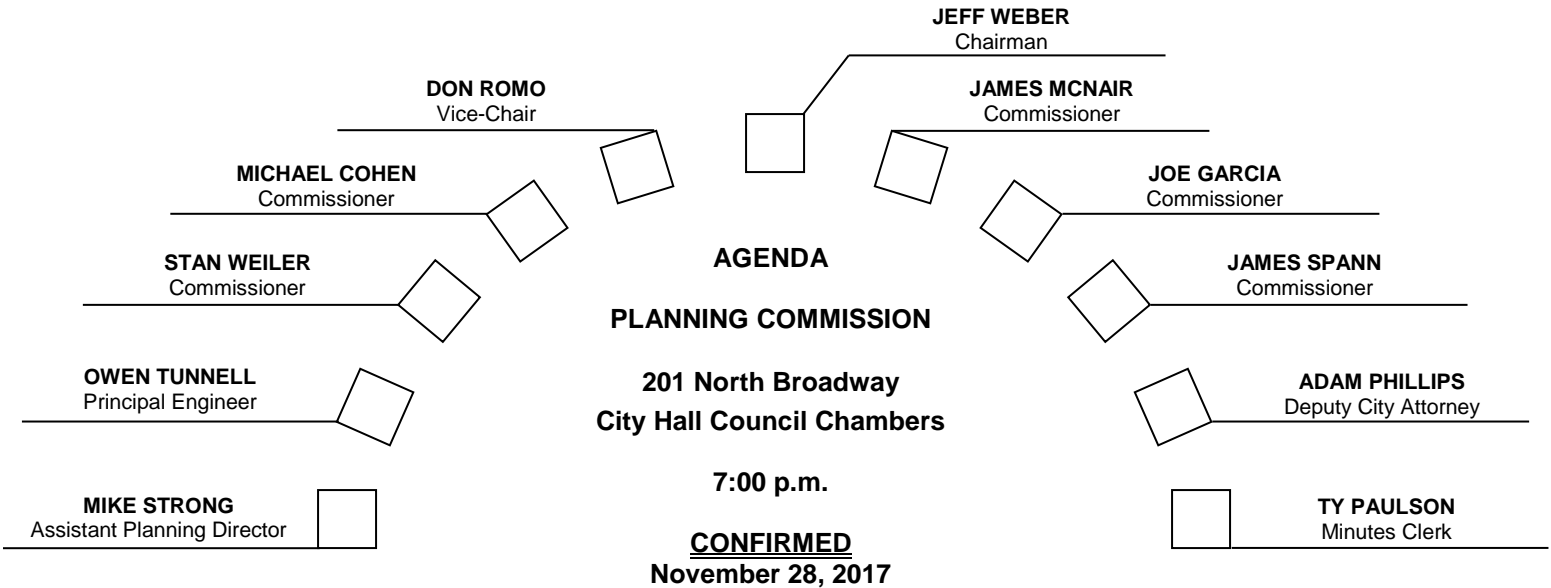 JEFF WEBER
Chairman
DON ROMO
Vice-Chair
JAMES MCNAIR
Commissioner
MICHAEL COHEN
Commissioner
JOE GARCIA
Commissioner
STAN WEILER
Commissioner
AGENDA
JAMES SPANN
Commissioner
PLANNING COMMISSION
OWEN TUNNELL
Principal Engineer
201 North Broadway
City Hall Council Chambers
ADAM PHILLIPS
Deputy City Attorney
7:00 p.m.
MIKE STRONG
Assistant Planning Director
TY PAULSON
Minutes Clerk
CONFIRMED
November 28, 2017